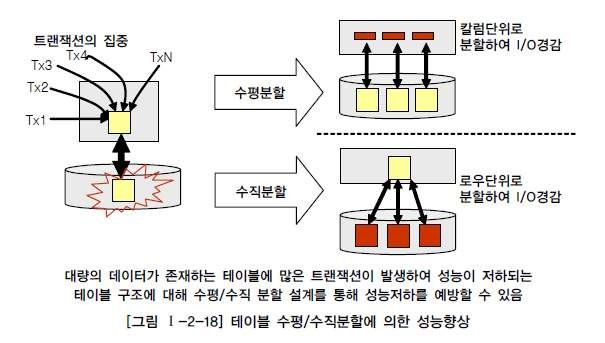 트랜잭션의 집중
Tx4
Tx3
TxN
Tx2
Tx1
수평분할
칼럼단위로
분할하여 I/O경감
수직분할
로우단위로
분할하여 I/O경감
대량의 데이터가 존재하는 테이블에 많은 트랜잭션이 발생하여 성능이 저하되는
테이블 구조에 대해 수평/수직 분할 설계를 통해 성능저하를 예방할 수 있음
[그림 Ⅰ-2-18] 테이블 수평/수직분할에 의한 성능향상